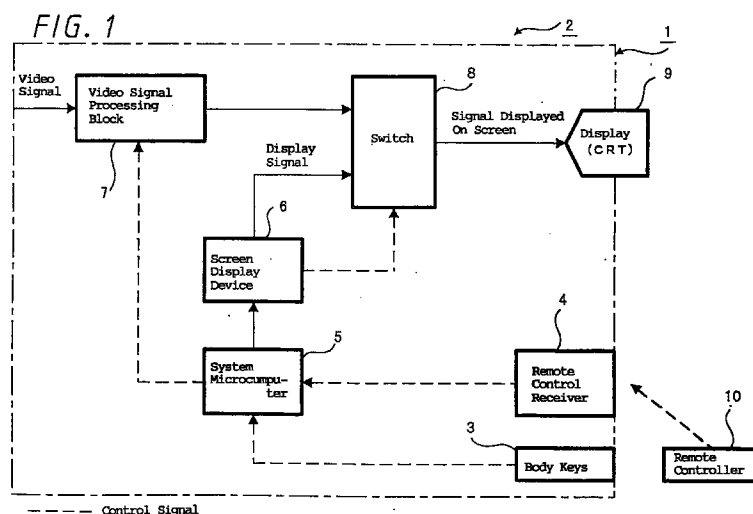 FIG. 1
2
1
Video
Signal
Video Signal
Processing
Block
7
8
Switch
9
Signal Displayed
On Screen
Display
(CRT)
Display
Signal
6
Screen
Display
Device
5
System
Microcumpu-
ter
4
Remote
Control
Receiver
3
Body Keys
10
Remote
Controller
Control Signal